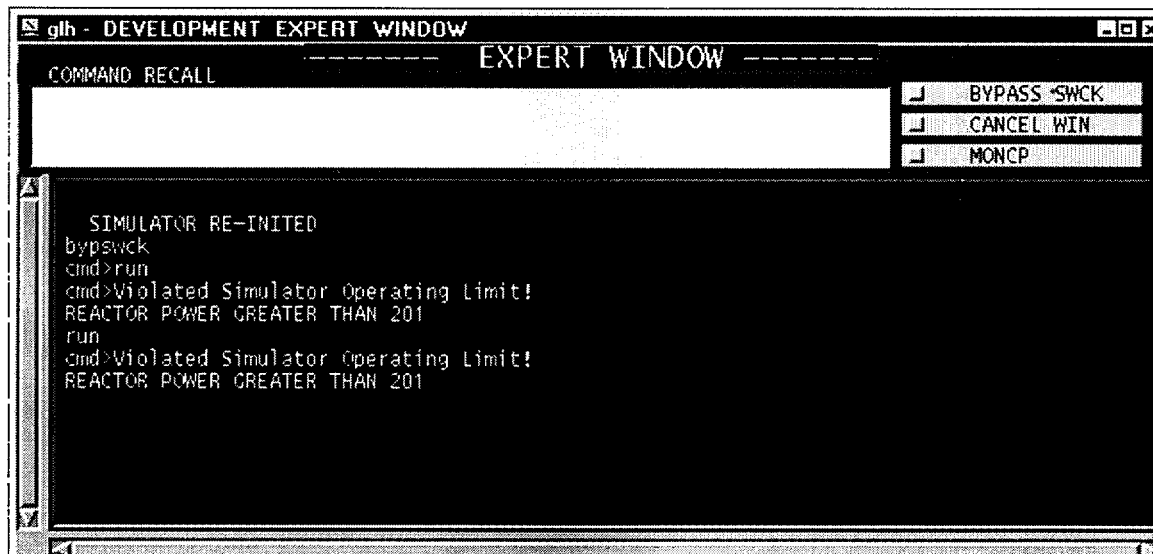 glh - DEVELOPMENT EXPERT WINDOW
------- EXPERT WINDOW -------
COMMAND RECALL
BYPASS SWCK
CANCEL WIN
MONCP
SIMULATOR RE-INITED
bypswck
cmd>run
cmd>Violated Simulator Operating Limit!
REACTOR POWER GREATER THAN 201
run
cmd>Violated Simulator Operating Limit!
REACTOR POWER GREATER THAN 201